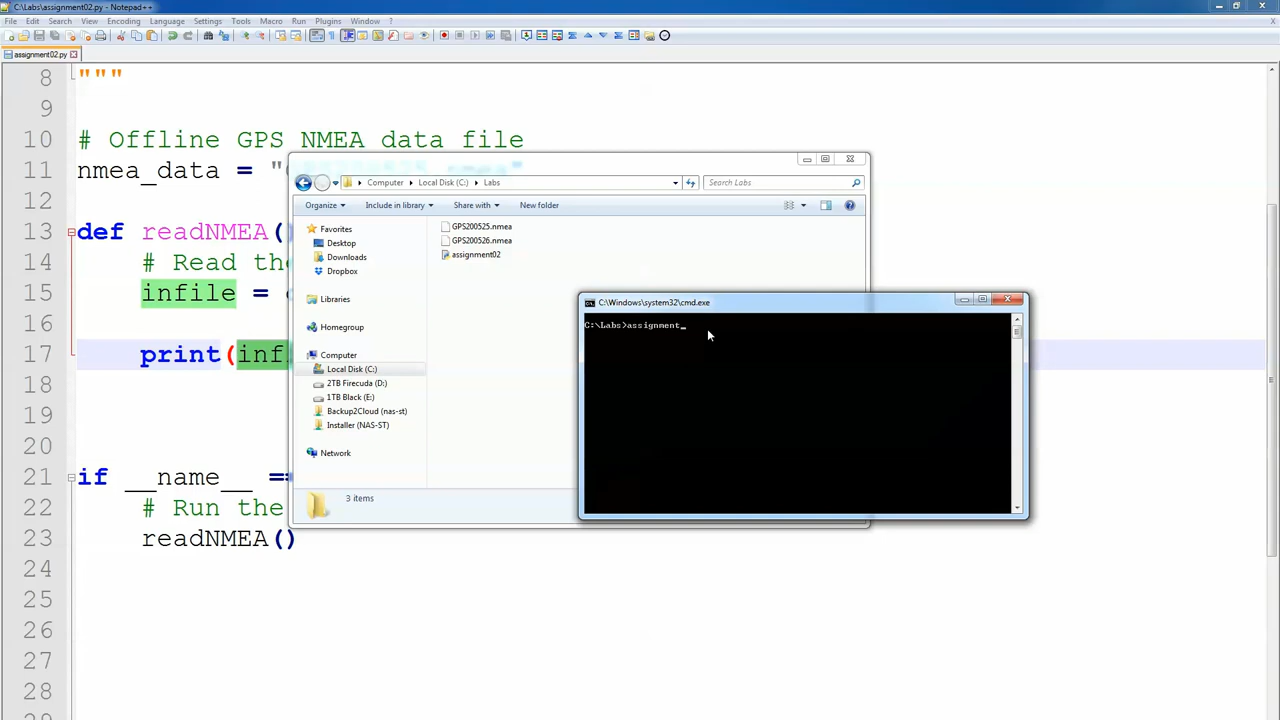 C:\Labs\assignment02.py - Notepad++
File Edit Search View Encoding Language Settings Tools Macro Run Plugins Window ?
assignment02.py
8 """
9
10 # Offline GPS NMEA data file
11 nmea_data = "
12
13 def readNMEA()
14 # Read the
15 infile =
16
17 print(inf
18
19
20
21 if __name__ ==
22 # Run the
23 readNMEA()
24
25
26
27
28
Computer Local Disk (C:) Labs
Search Labs
Organize Include in library Share with New folder
Favorites
Desktop
Downloads
Dropbox
Libraries
Homegroup
Computer
Local Disk (C:)
2TB Firecuda (D:)
1TB Black (E:)
Backup2Cloud (nas-st)
Installer (NAS-ST)
Network
GPS200525.nmea
GPS200526.nmea
assignment02
3 items
C:\Windows\system32\cmd.exe
C:\Labs>assignment_